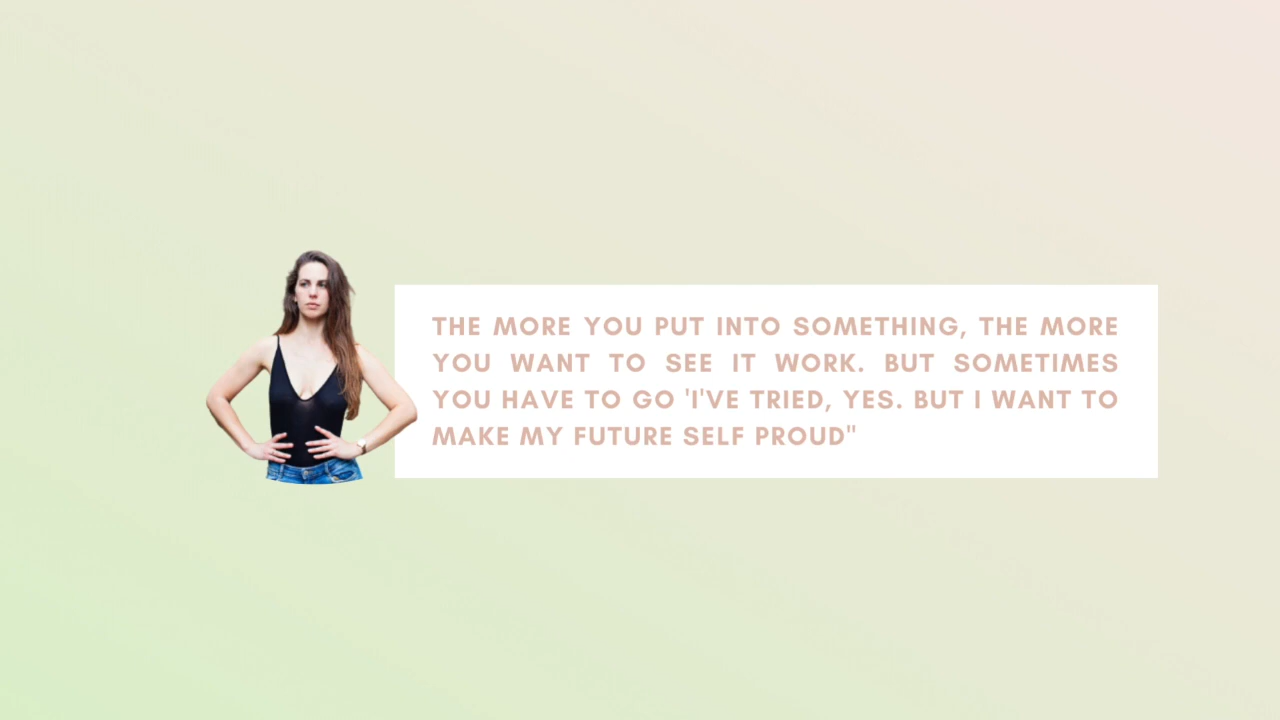 THE MORE YOU PUT INTO SOMETHING, THE MORE
YOU WANT TO SEE IT WORK. BUT SOMETIMES
YOU HAVE TO GO 'I'VE TRIED, YES. BUT I WANT TO
MAKE MY FUTURE SELF PROUD"